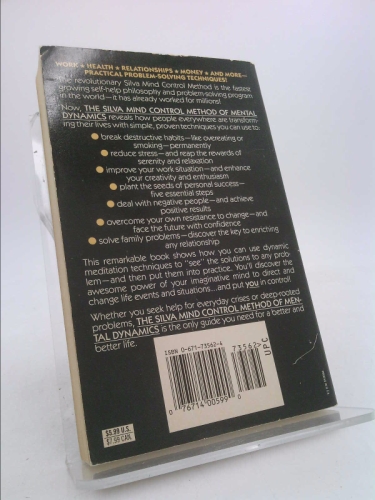 WORK ★ HEALTH ★ RELATIONSHIPS ★ MONEY ★ AND MORE—
PRACTICAL PROBLEM-SOLVING TECHNIQUES!
The revolutionary Silva Mind Control Method is the fastest
growing self-help philosophy and problem-solving program
in the world—it has already worked for millions!
Now, THE SILVA MIND CONTROL METHOD OF MENTAL
DYNAMICS reveals how people everywhere are transform-
ing their lives with simple, proven techniques you can use to:
● break destructive habits—like overeating or
smoking—permanently
● reduce stress—and reap the rewards of
serenity and relaxation
● improve your work situation—and enhance
your creativity and enthusiasm
● plant the seeds of personal success—
five essential steps
● deal with negative people—and achieve
positive results
● overcome your own resistance to change—and
face the future with confidence
● solve family problems—discover the key to enriching
any relationship
This remarkable book shows how you can use dynamic
meditation techniques to "see" the solutions to any prob-
lem—and then put them into practice. You'll discover the
awesome power of your imaginative mind to direct and
change life events and situations...and put you in control!
Whether you seek help for everyday crises or deep-rooted
problems, THE SILVA MIND CONTROL METHOD OF MEN-
TAL DYNAMICS is the only guide you need for a better and
better life.
ISBN 0-671-73562-4
73562
UPC
0 76714 00599 0
$5.99 U.S.
$7.99 CAN.